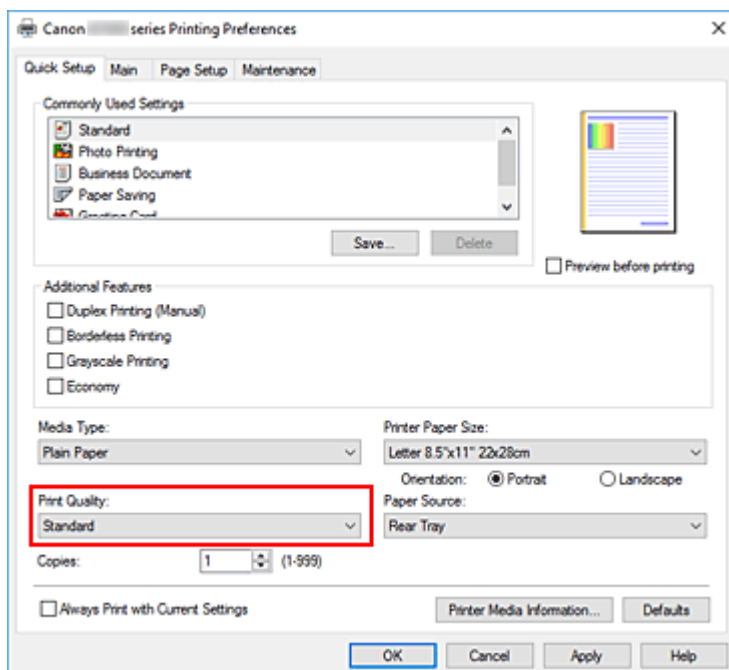 Canon series Printing Preferences
Quick Setup Main Page Setup Maintenance
Commonly Used Settings
Standard
Photo Printing
Business Document
Paper Saving
Greeting Card
Save... Delete
Preview before printing
Additional Features
Duplex Printing (Manual)
Borderless Printing
Grayscale Printing
Economy
Media Type: Printer Paper Size:
Plain Paper Letter 8.5"x11" 22x28cm
Orientation: Portrait Landscape
Print Quality: Paper Source:
Standard Rear Tray
Copies: 1 (1-999)
Always Print with Current Settings Printer Media Information... Defaults
OK Cancel Apply Help